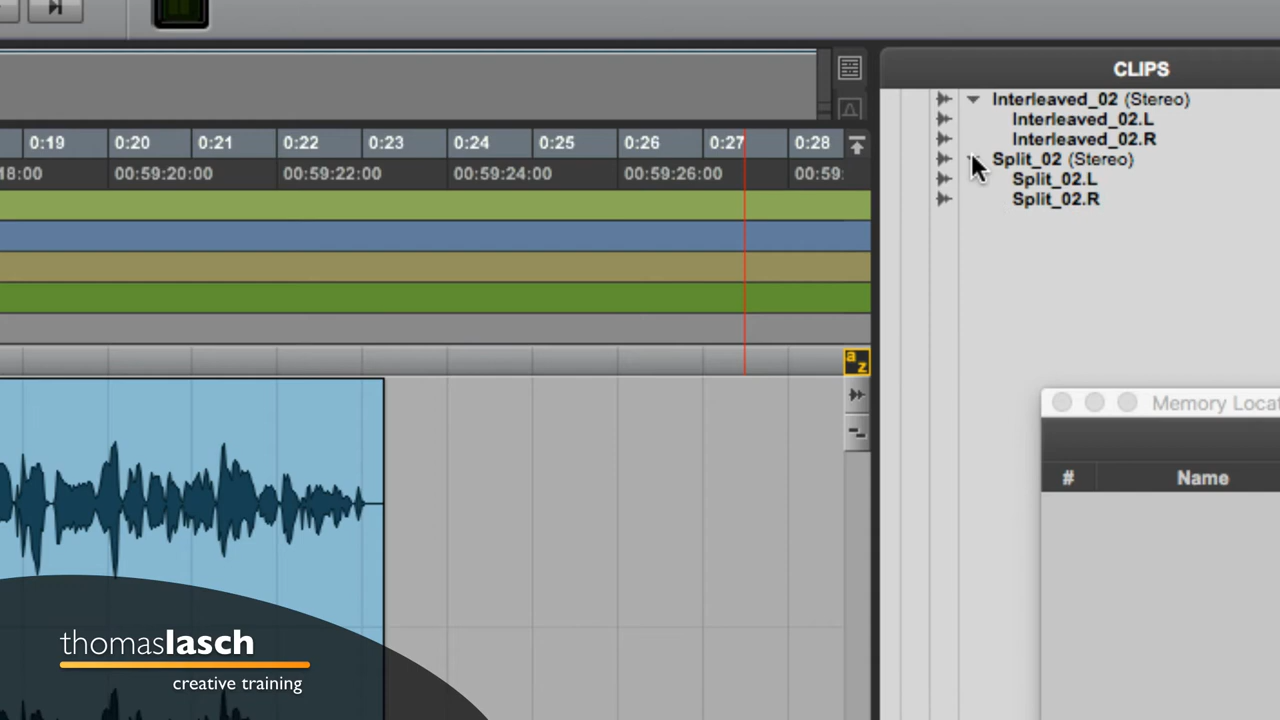 CLIPS
Interleaved_02 (Stereo)
Interleaved_02.L
Interleaved_02.R
Split_02 (Stereo)
Split_02.L
Split_02.R
0:19 0:20 0:21 0:22 0:23 0:24 0:25 0:26 0:27 0:28
18:00 00:59:20:00 00:59:22:00 00:59:24:00 00:59:26:00 00:59:
a z
Memory Locat
# Name
thomaslasch
creative training